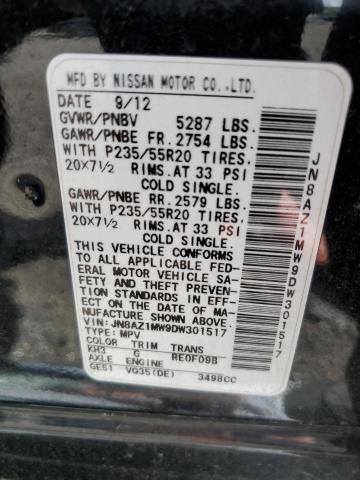 MFD BY NISSAN MOTOR CO.,LTD.
DATE 9/12
GVWR/PNBV 5287 LBS.
GAWR/PNBE FR. 2754 LBS.
WITH P235/55R20 TIRES.
20X7½ RIMS.AT 33 PSI
COLD SINGLE.
GAWR/PNBE RR. 2579 LBS.
WITH P235/55R20 TIRES.
20X7½ RIMS.AT 33 PSI
COLD SINGLE.
THIS VEHICLE CONFORMS
TO ALL APPLICABLE FED-
ERAL MOTOR VEHICLE SA-
FETY AND THEFT PREVENTION
STANDARDS IN EFF-
ECT ON THE DATE OF MA-
NUFACTURE SHOWN ABOVE.
VIN: JN8AZ1MW9DW301517
TYPE: MPV
COLOR TRIM TRANS
KH3 G RE0F09B
AXLE ENGINE
GE51 VQ35(DE) 3498CC
JN8AZ1MW9DW301517